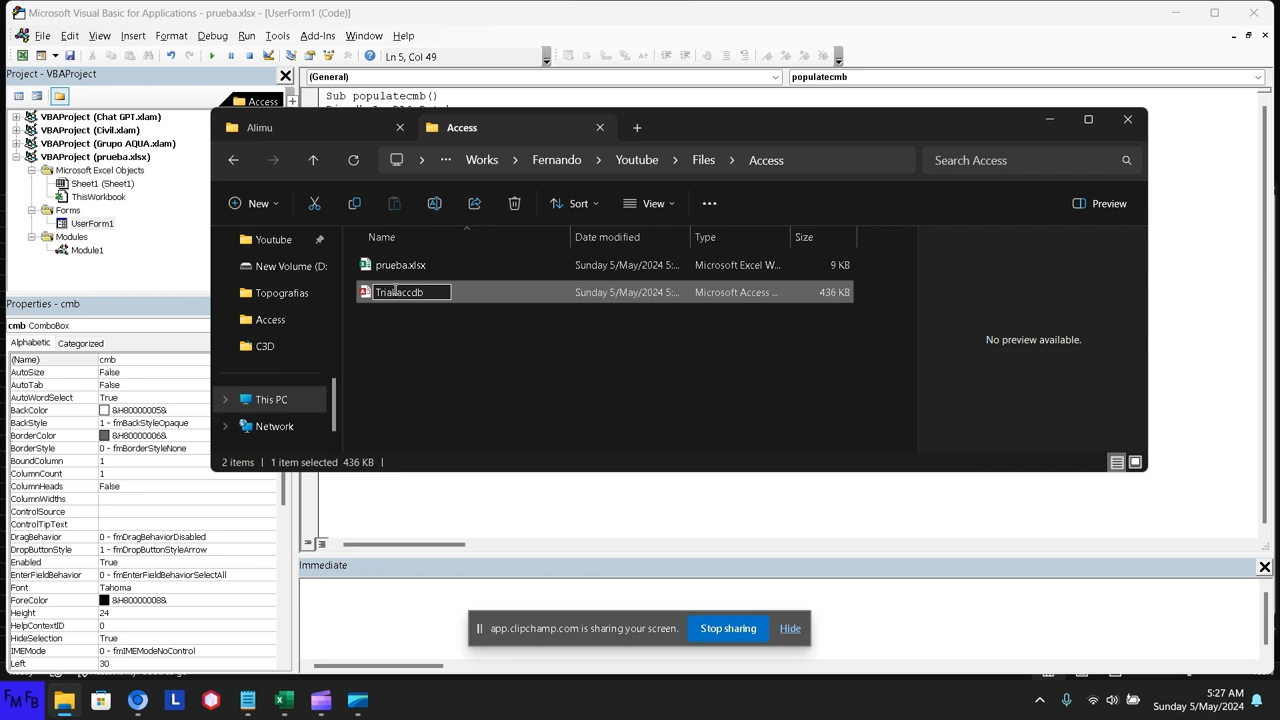 Microsoft Visual Basic for Applications - prueba.xlsx - [UserForm1 (Code)]
File Edit View Insert Format Debug Run Tools Add-Ins Window Help
Ln 5, Col 49
Project - VBAProject
(General)
populatecmb
Access
Sub populatecmb()
VBAProject (Chat GPT.xlam)
VBAProject (Civil.xlam)
VBAProject (Grupo AQUA.xlam)
VBAProject (prueba.xlsx)
Microsoft Excel Objects
Sheet1 (Sheet1)
ThisWorkbook
Forms
UserForm1
Modules
Module1
Properties - cmb
cmb ComboBox
Alphabetic Categorized
(Name) cmb
AutoSize False
AutoTab False
AutoWordSelect True
BackColor &H80000005&
BackStyle 1 - fmBackStyleOpaque
BorderColor &H80000006&
BorderStyle 0 - fmBorderStyleNone
BoundColumn 1
ColumnCount 1
ColumnHeads False
ColumnWidths
ControlSource
ControlTipText
DragBehavior 0 - fmDragBehaviorDisabled
DropButtonStyle 1 - fmDropButtonStyleArrow
Enabled True
EnterFieldBehavior 0 - fmEnterFieldBehaviorSelectAll
Font Tahoma
ForeColor &H80000008&
Height 24
HelpContextID 0
HideSelection True
IMEMode 0 - fmIMEModeNoControl
Left 30
Alimu
Access
… Works > Fernando > Youtube > Files > Access
Search Access
New
Sort
View
Preview
Youtube
New Volume (D:
Topografias
Access
C3D
This PC
Network
Name Date modified Type Size
prueba.xlsx Sunday 5/May/2024 5:... Microsoft Excel W... 9 KB
Trial.accdb Sunday 5/May/2024 5:... Microsoft Access ... 436 KB
No preview available.
2 items 1 item selected 436 KB
Immediate
app.clipchamp.com is sharing your screen.
Stop sharing
Hide
FM FB
5:27 AM
Sunday 5/May/2024